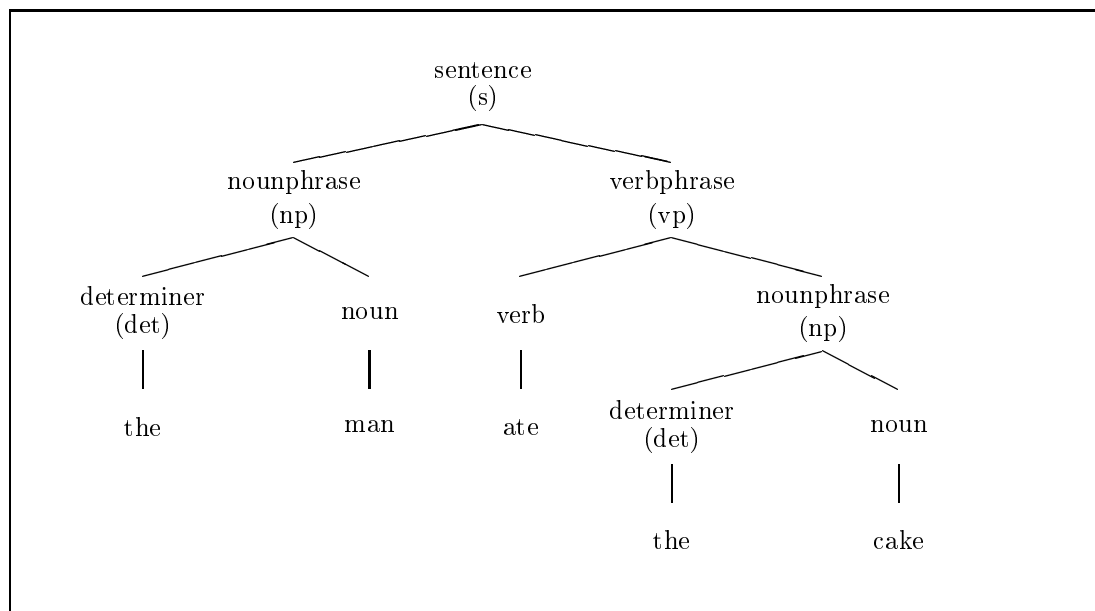 sentence
(s)
nounphrase
(np)
verbphrase
(vp)
determiner
(det)
noun
verb
nounphrase
(np)
the
man
ate
determiner
(det)
noun
the
cake